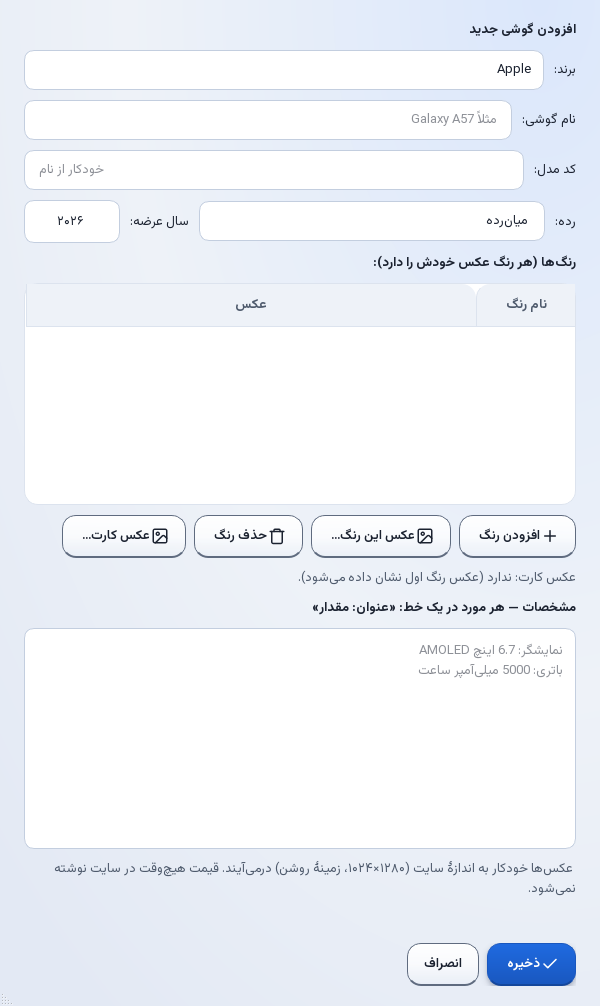 افزودن گوشی جدید
برند: Apple
نام گوشی: مثلاً Galaxy A57
کد مدل: خودکار از نام
رده: میان‌رده سال عرضه: ۲۰۲۶
رنگ‌ها (هر رنگ عکس خودش را دارد):
نام رنگ عکس
افزودن رنگ عکس این رنگ... حذف رنگ عکس کارت...
عکس کارت: ندارد (عکس رنگ اول نشان داده می‌شود).
مشخصات — هر مورد در یک خط: «عنوان: مقدار»
نمایشگر: 6.7 اینچ AMOLED
باتری: 5000 میلی‌آمپر ساعت
عکس‌ها خودکار به اندازهٔ سایت (۱۲۸۰×۱۰۲۴، زمینهٔ روشن) درمی‌آیند. قیمت هیچ‌وقت در سایت نوشته
نمی‌شود.
ذخیره انصراف